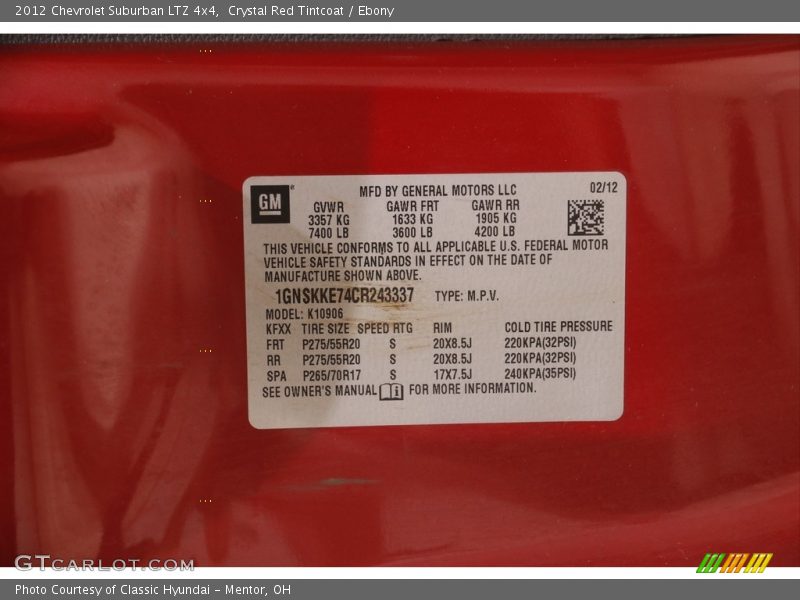 2012 Chevrolet Suburban LTZ 4x4, Crystal Red Tintcoat / Ebony
GM
MFD BY GENERAL MOTORS LLC 02/12
GVWR GAWR FRT GAWR RR
3357 KG 1633 KG 1905 KG
7400 LB 3600 LB 4200 LB
THIS VEHICLE CONFORMS TO ALL APPLICABLE U.S. FEDERAL MOTOR
VEHICLE SAFETY STANDARDS IN EFFECT ON THE DATE OF
MANUFACTURE SHOWN ABOVE.
1GNSKKE74CR243337 TYPE: M.P.V.
MODEL: K10906
KFXX TIRE SIZE SPEED RTG RIM COLD TIRE PRESSURE
FRT P275/55R20 S 20X8.5J 220KPA(32PSI)
RR P275/55R20 S 20X8.5J 220KPA(32PSI)
SPA P265/70R17 S 17X7.5J 240KPA(35PSI)
SEE OWNER'S MANUAL i FOR MORE INFORMATION.
GTCARLOT.COM
Photo Courtesy of Classic Hyundai - Mentor, OH